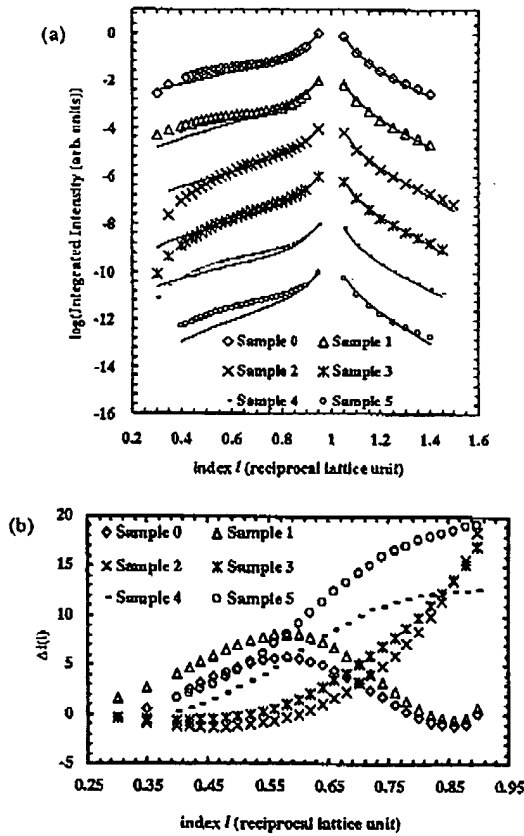 (a)
log(Integrated Intensity [arb. units])
0
-2
-4
-6
-8
-10
-12
-14
-16
Sample 0 Sample 1
Sample 2 Sample 3
Sample 4 Sample 5
0.2 0.4 0.6 0.8 1 1.2 1.4 1.6
index l (reciprocal lattice unit)
(b)
ΔI(l)
20
15
10
5
0
-5
Sample 0 Sample 1
Sample 2 Sample 3
Sample 4 Sample 5
0.25 0.35 0.45 0.55 0.65 0.75 0.85 0.95
index l (reciprocal lattice unit)